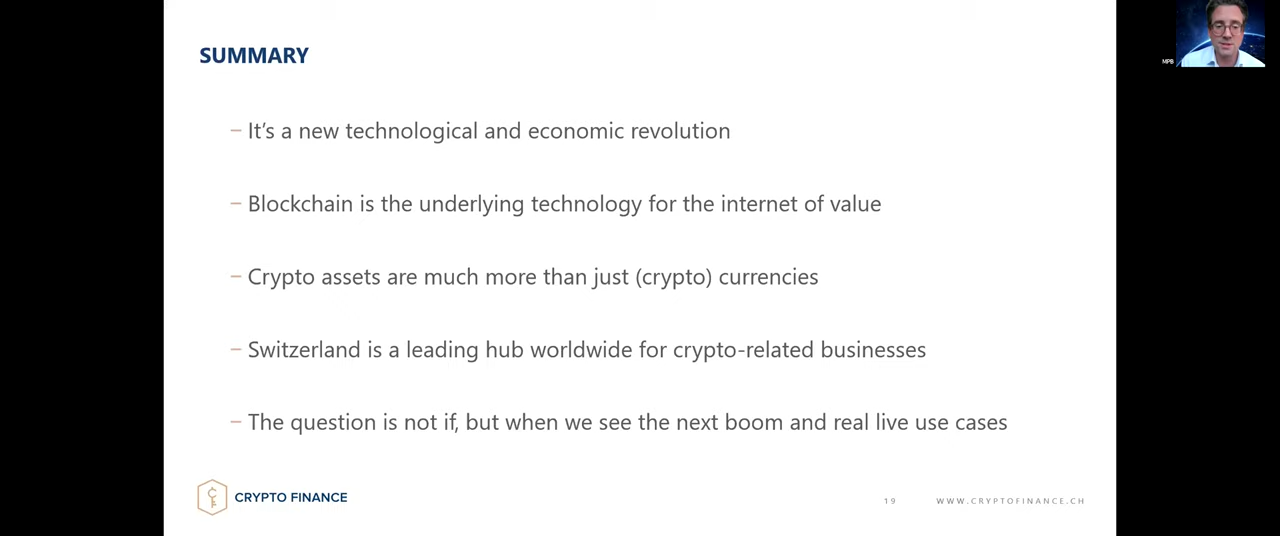 MPB
SUMMARY
– It’s a new technological and economic revolution
– Blockchain is the underlying technology for the internet of value
– Crypto assets are much more than just (crypto) currencies
– Switzerland is a leading hub worldwide for crypto-related businesses
– The question is not if, but when we see the next boom and real live use cases
CRYPTO FINANCE
19
WWW.CRYPTOFINANCE.CH